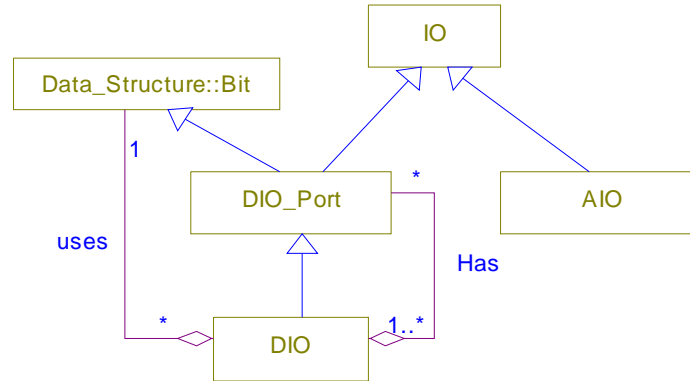 IO
Data_Structure::Bit
1
*
DIO_Port
AIO
uses
Has
*
1..*
DIO